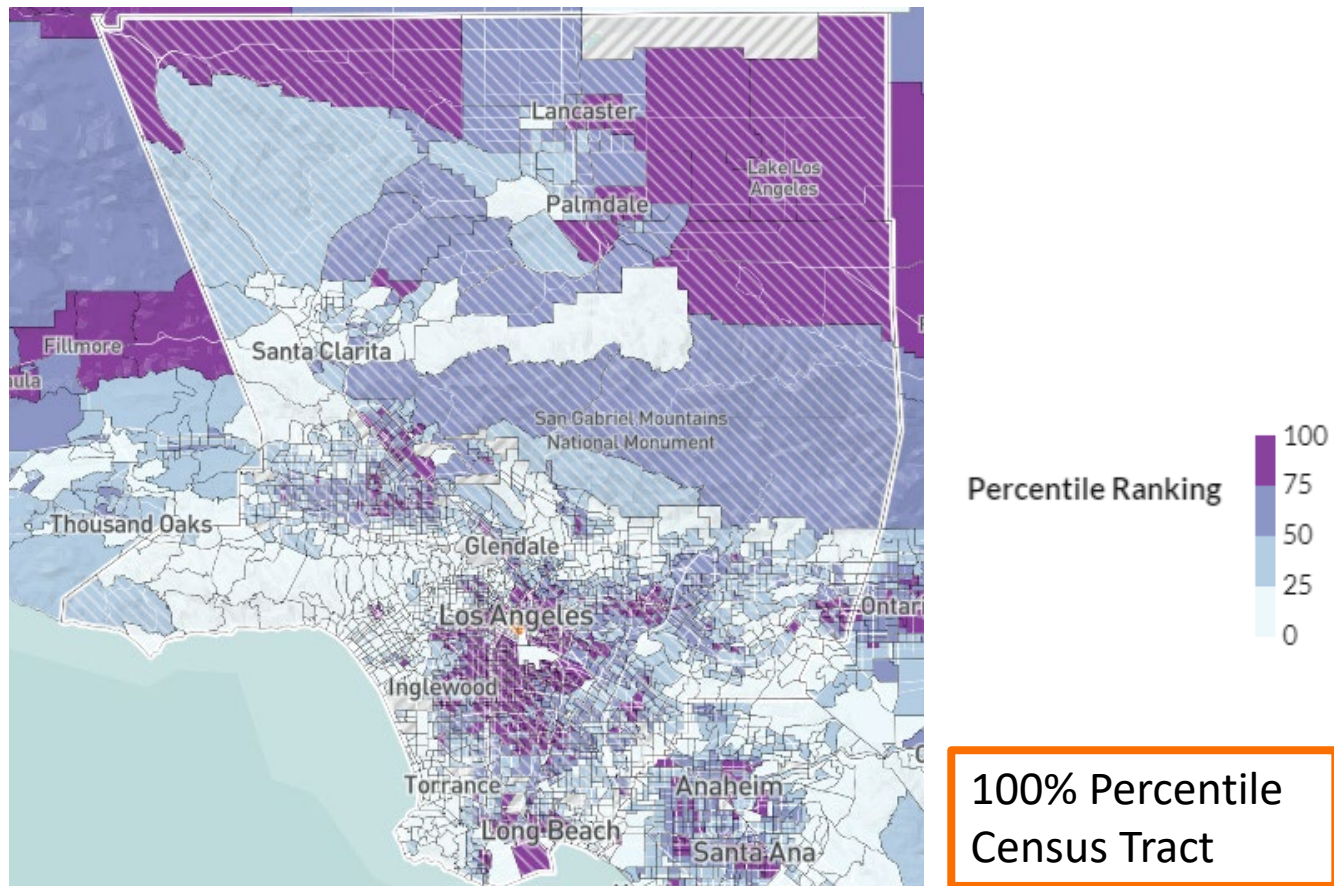 Lancaster
Lake Los
Angeles
Palmdale
Fillmore
Santa Clarita
ula
San Gabriel Mountains
National Monument
Thousand Oaks
Glendale
Los Angeles
Ontari
Inglewood
Torrance
Anaheim
Long Beach
Santa Ana
Percentile Ranking
100
75
50
25
0
100% Percentile
Census Tract